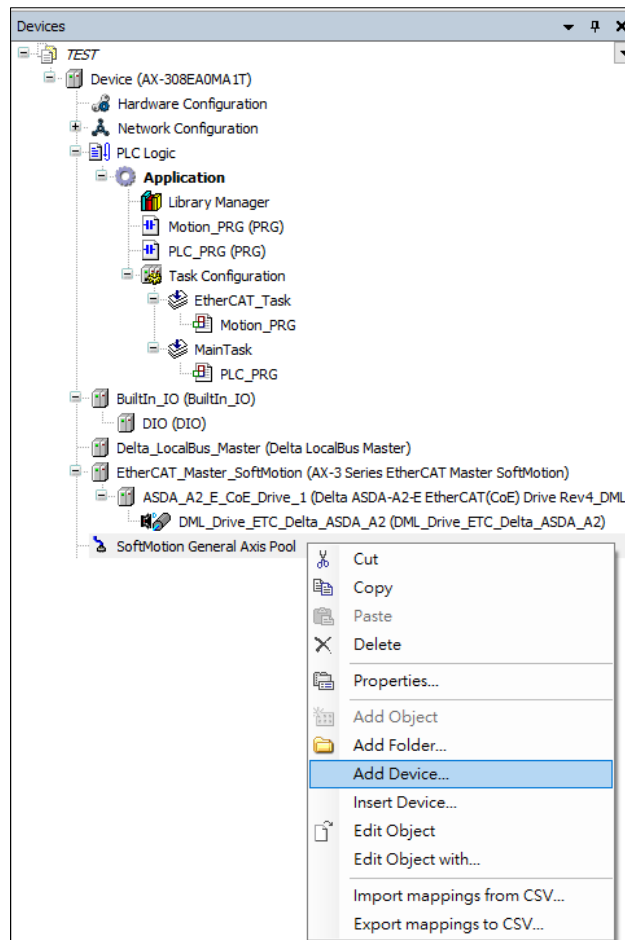 Devices
TEST
Device (AX-308EA0MA1T)
Hardware Configuration
Network Configuration
PLC Logic
Application
Library Manager
Motion_PRG (PRG)
PLC_PRG (PRG)
Task Configuration
EtherCAT_Task
Motion_PRG
MainTask
PLC_PRG
BuiltIn_IO (BuiltIn_IO)
DIO (DIO)
Delta_LocalBus_Master (Delta LocalBus Master)
EtherCAT_Master_SoftMotion (AX-3 Series EtherCAT Master SoftMotion)
ASDA_A2_E_CoE_Drive_1 (Delta ASDA-A2-E EtherCAT(CoE) Drive Rev4_DML
DML_Drive_ETC_Delta_ASDA_A2 (DML_Drive_ETC_Delta_ASDA_A2)
SoftMotion General Axis Pool
Cut
Copy
Paste
Delete
Properties...
Add Object
Add Folder...
Add Device...
Insert Device...
Edit Object
Edit Object with...
Import mappings from CSV...
Export mappings to CSV...